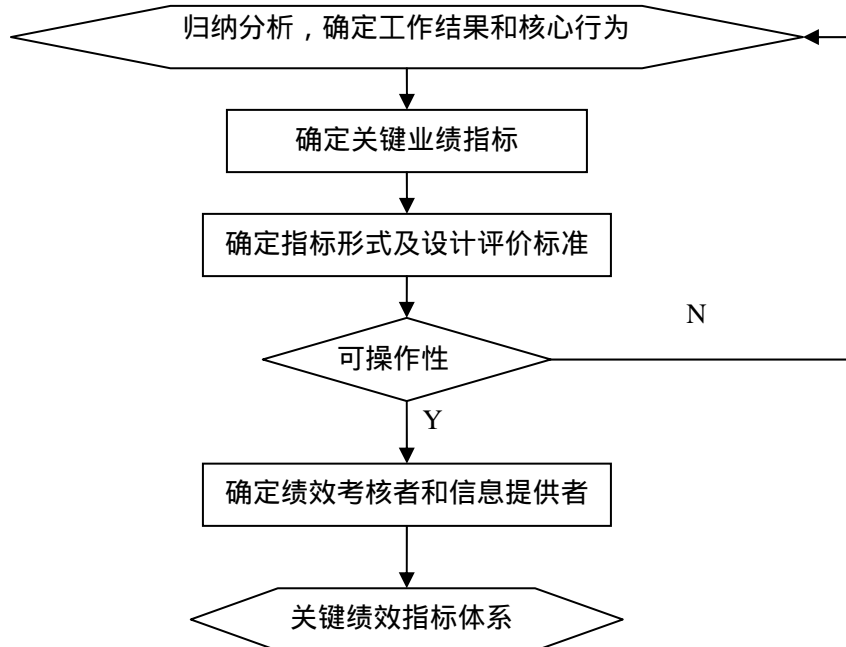 归纳分析，确定工作结果和核心行为
确定关键业绩指标
确定指标形式及设计评价标准
N
可操作性
Y
确定绩效考核者和信息提供者
关键绩效指标体系